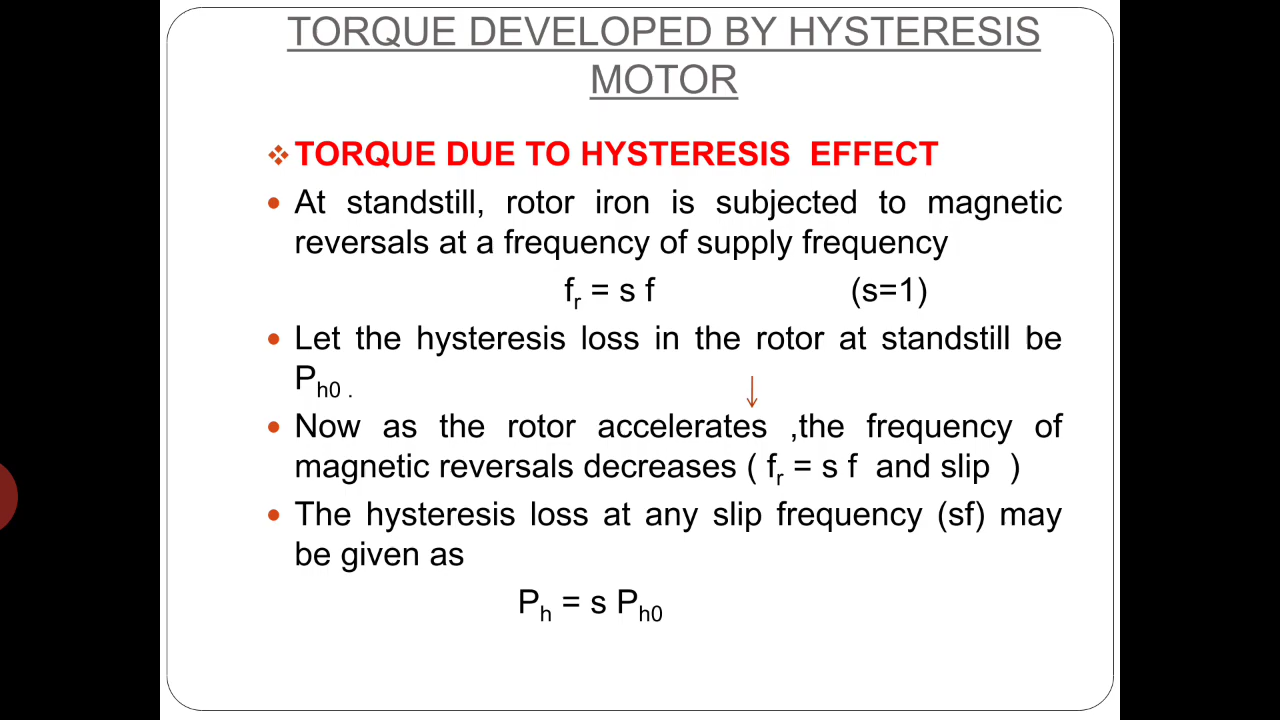 TORQUE DEVELOPED BY HYSTERESIS
MOTOR
❖ TORQUE DUE TO HYSTERESIS EFFECT
• At standstill, rotor iron is subjected to magnetic
reversals at a frequency of supply frequency
fr = s f (s=1)
• Let the hysteresis loss in the rotor at standstill be
Ph0 .
• Now as the rotor accelerates ,the frequency of
magnetic reversals decreases ( fr = s f and slip )
• The hysteresis loss at any slip frequency (sf) may
be given as
Ph = s Ph0